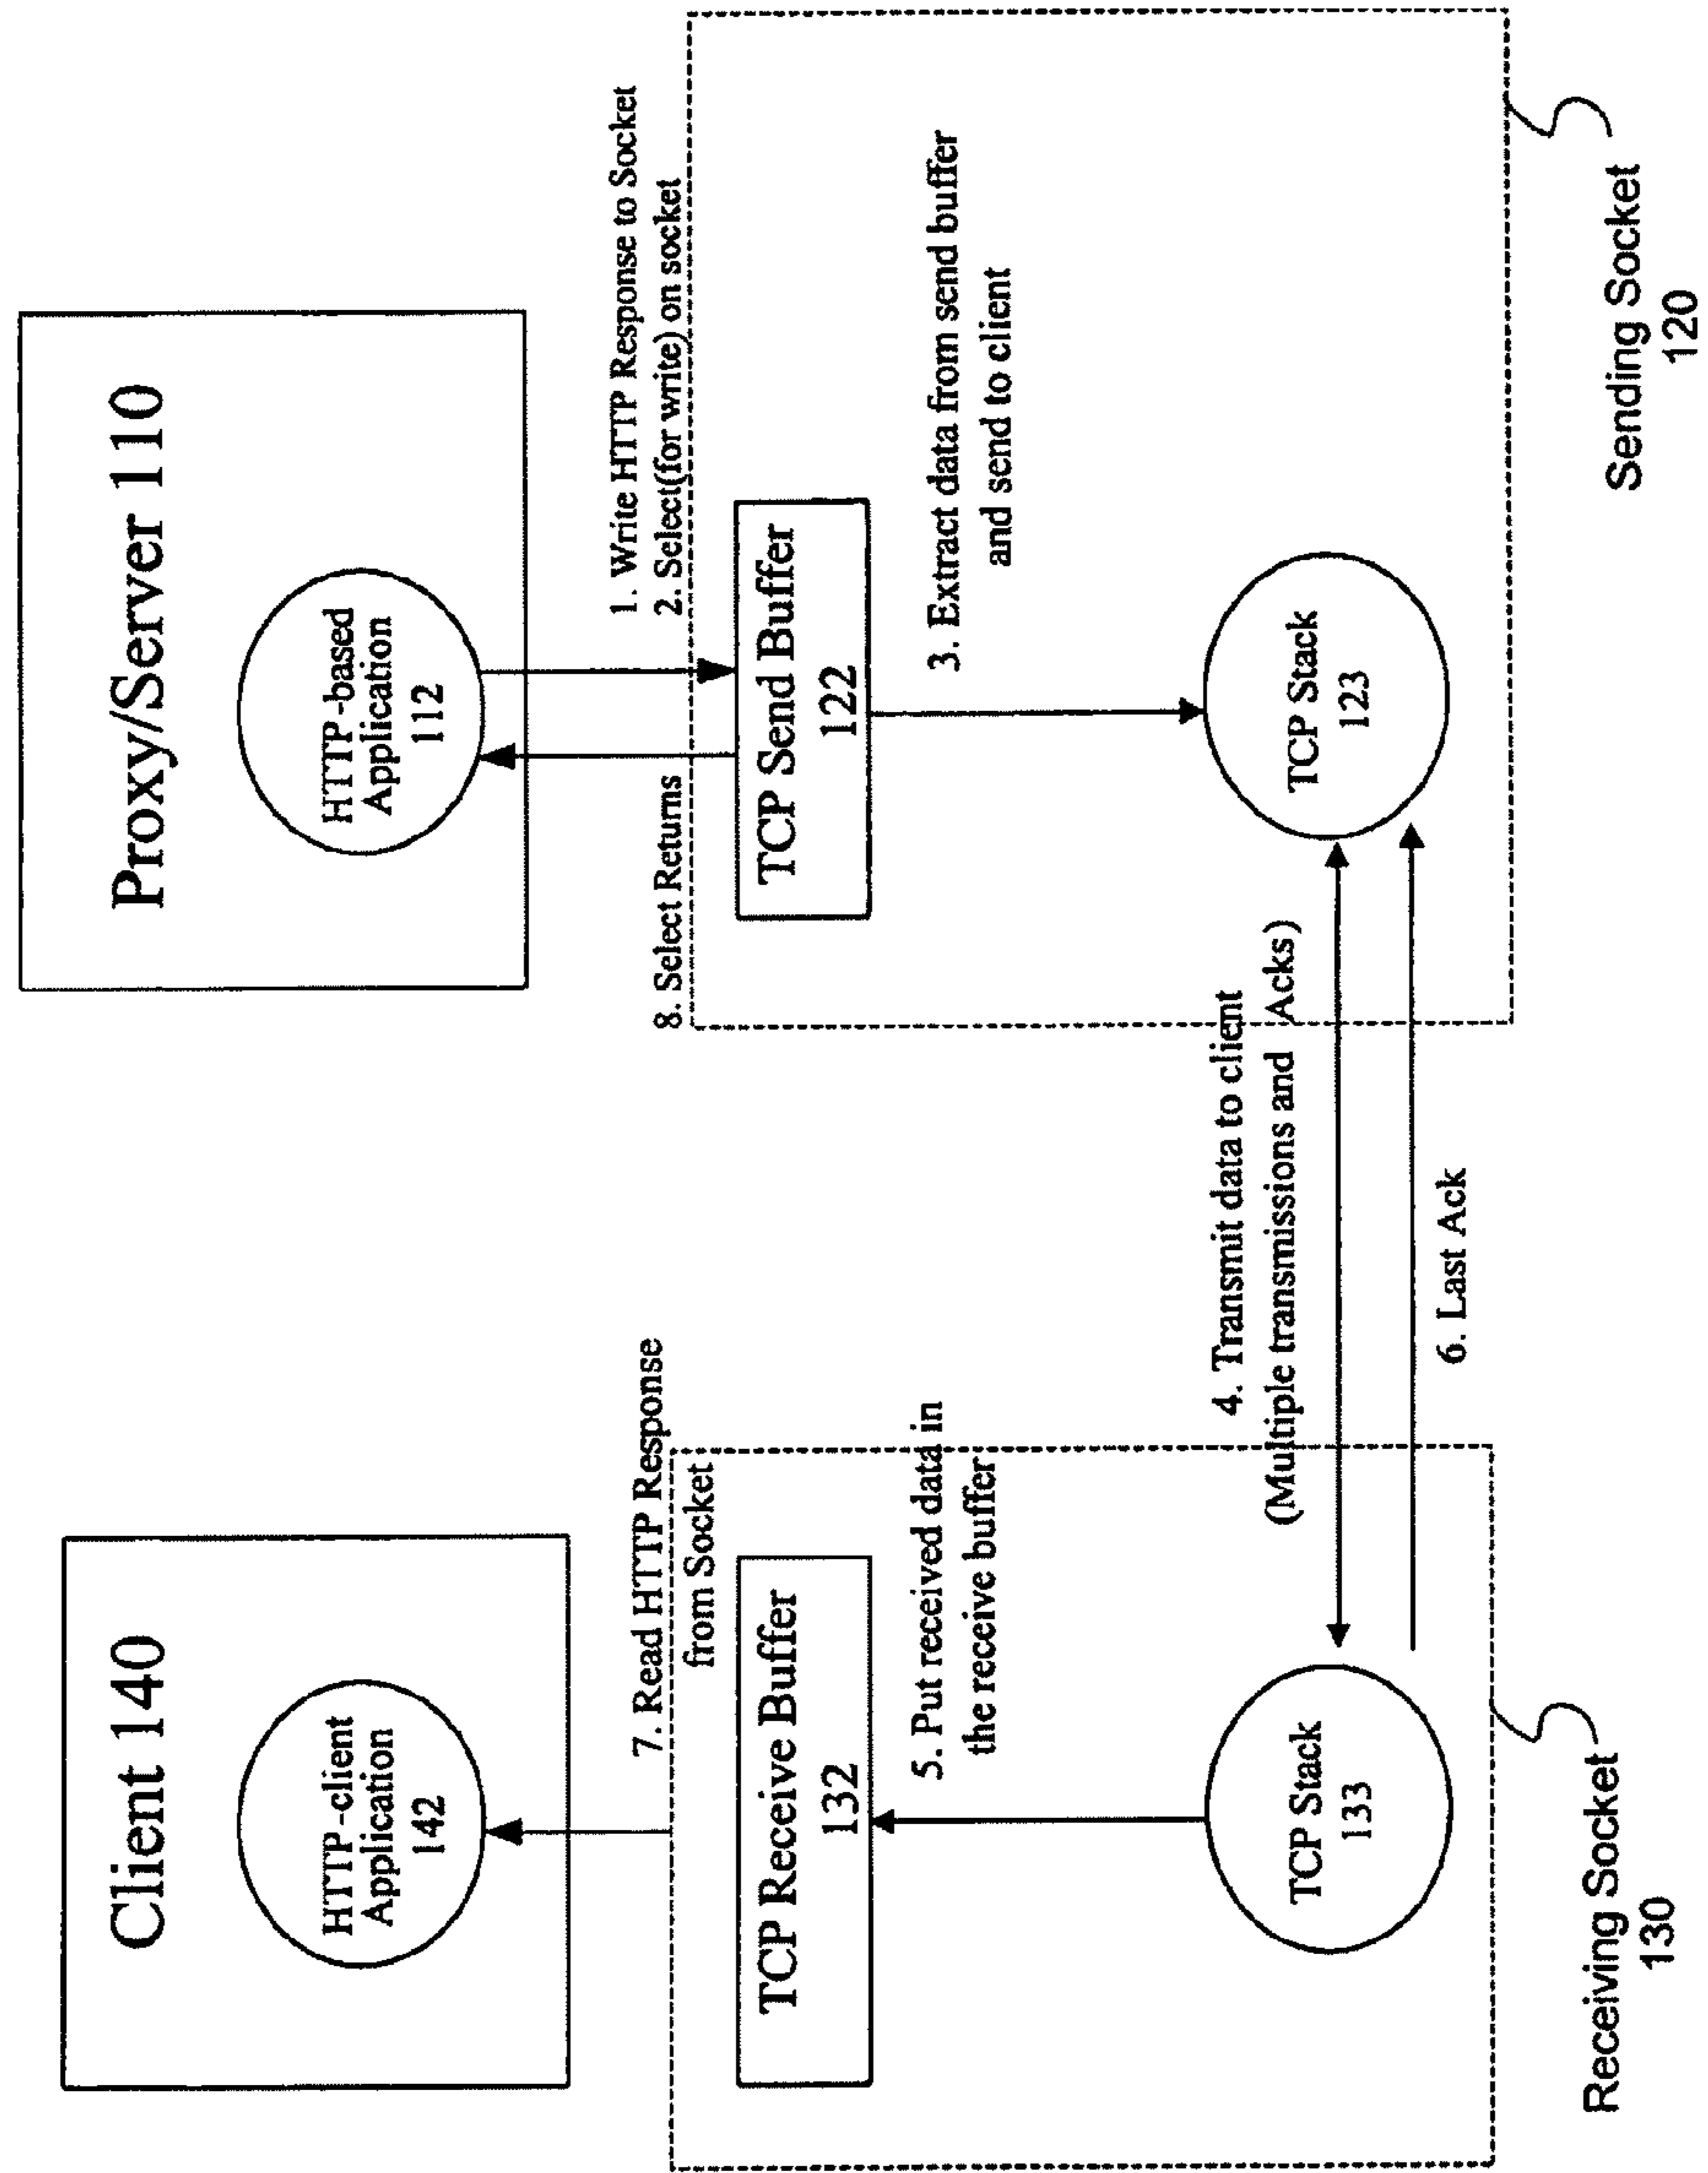 Client 140
HTTP-client
Application
142
7. Read HTTP Response
from Socket
TCP Receive Buffer
132
5. Put received data in
the receive buffer
TCP Stack
133
Receiving Socket
130
4. Transmit data to client
(Multiple transmissions and Acks)
6. Last Ack
Proxy/Server 110
HTTP-based
Application
112
1. Write HTTP Response to Socket
2. Select(for write) on socket
8. Select Returns
TCP Send Buffer
122
3. Extract data from send buffer
and send to client
TCP Stack
123
Sending Socket
120